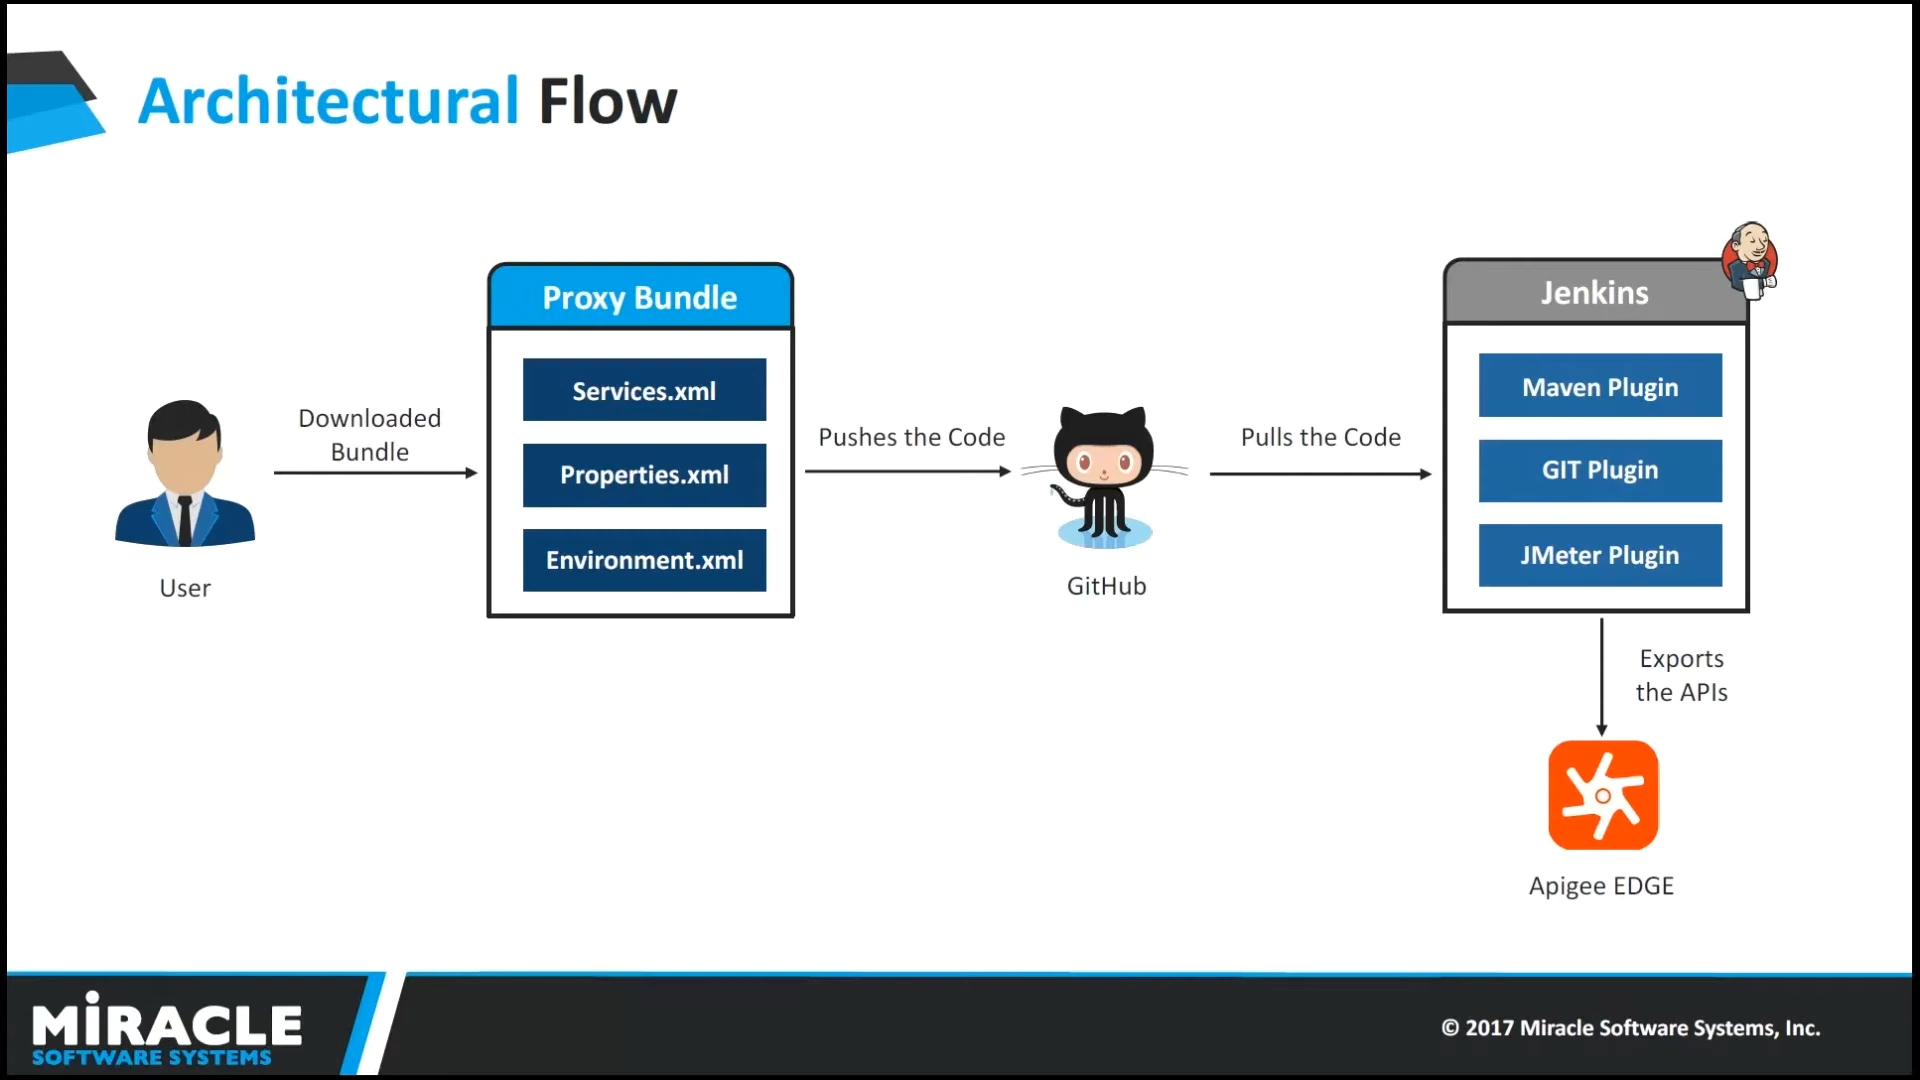 Architectural Flow
Proxy Bundle
Services.xml
Properties.xml
Environment.xml
Downloaded
Bundle
User
Pushes the Code
GitHub
Pulls the Code
Jenkins
Maven Plugin
GIT Plugin
JMeter Plugin
Exports
the APIs
Apigee EDGE
MiRACLE
SOFTWARE SYSTEMS
© 2017 Miracle Software Systems, Inc.